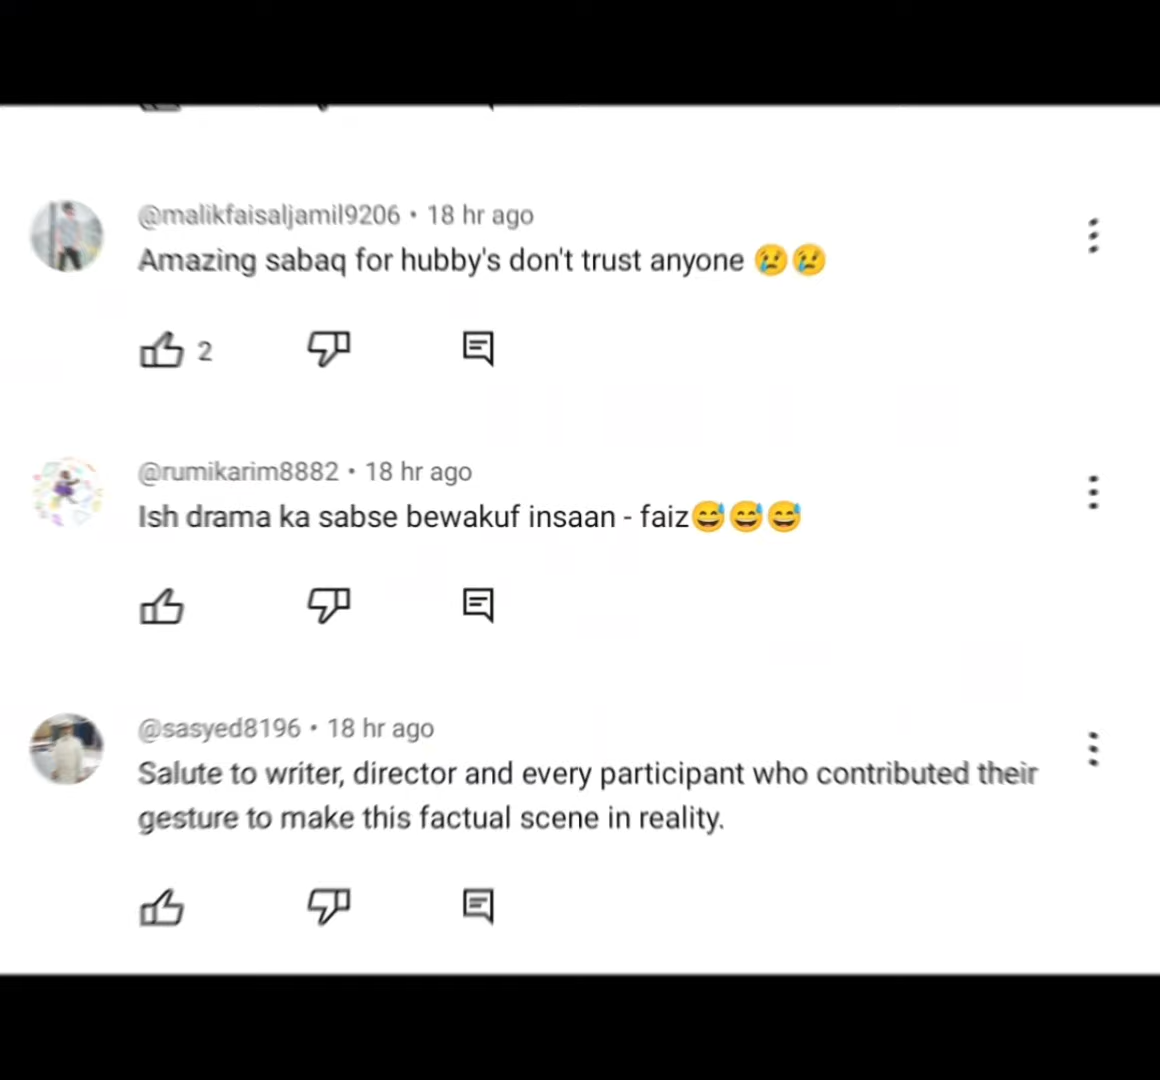 @malikfaisaljamil9206 • 18 hr ago
Amazing sabaq for hubby's don't trust anyone 😢😢
2
@rumikarim8882 • 18 hr ago
Ish drama ka sabse bewakuf insaan - faiz😅😅😅
@sasyed8196 • 18 hr ago
Salute to writer, director and every participant who contributed their
gesture to make this factual scene in reality.